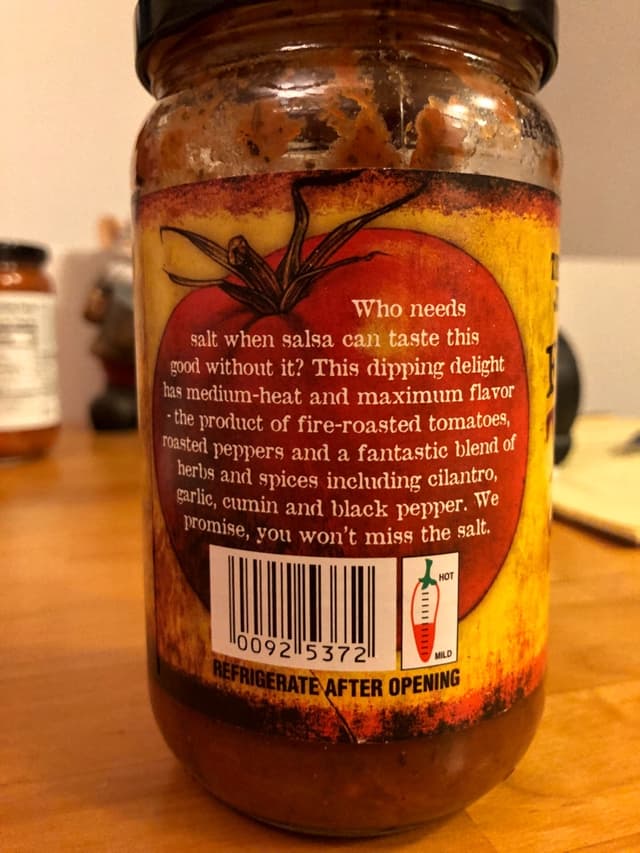 Who needs
salt when salsa can taste this
good without it? This dipping delight
has medium-heat and maximum flavor
- the product of fire-roasted tomatoes,
roasted peppers and a fantastic blend of
herbs and spices including cilantro,
garlic, cumin and black pepper. We
promise, you won't miss the salt.
HOT
MILD
0092 5372
REFRIGERATE AFTER OPENING